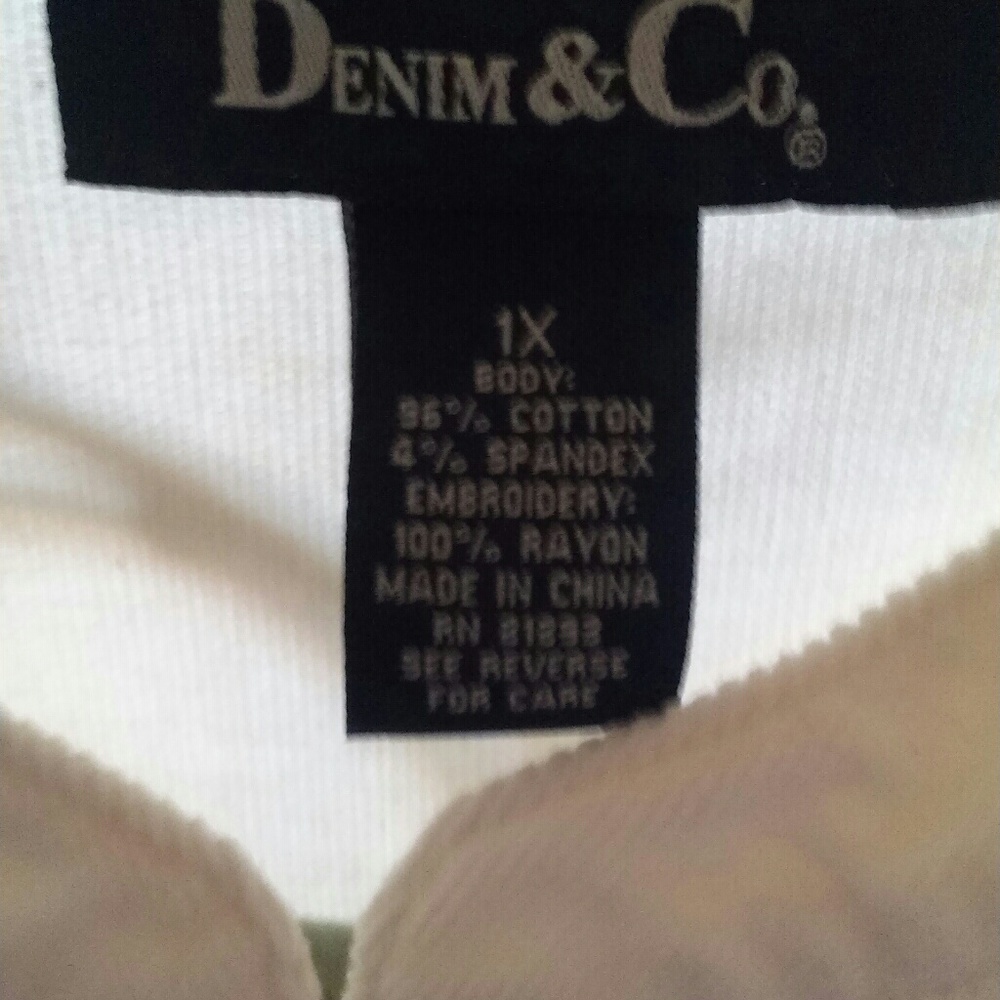 DENIM & CO.®
1X
BODY:
96% COTTON
4% SPANDEX
EMBROIDERY:
100% RAYON
MADE IN CHINA
RN
SEE REVERSE
FOR CARE